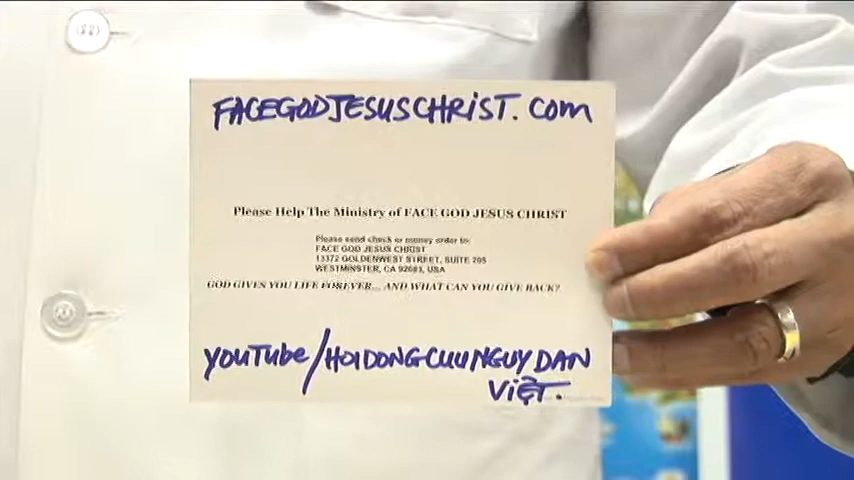 FACEGODJESUSCHRIST.COM
Please Help The Ministry of FACE GOD JESUS CHRIST
Please send check or money order to:
FACE GOD JESUS CHRIST
13372 GOLDENWEST STREET, SUITE 205
WESTMINSTER, CA 92683, USA
GOD GIVES YOU LIFE FOREVER... AND WHAT CAN YOU GIVE BACK?
YOUTube/HOIDONGCUUNGUYDAN
VIỆT.